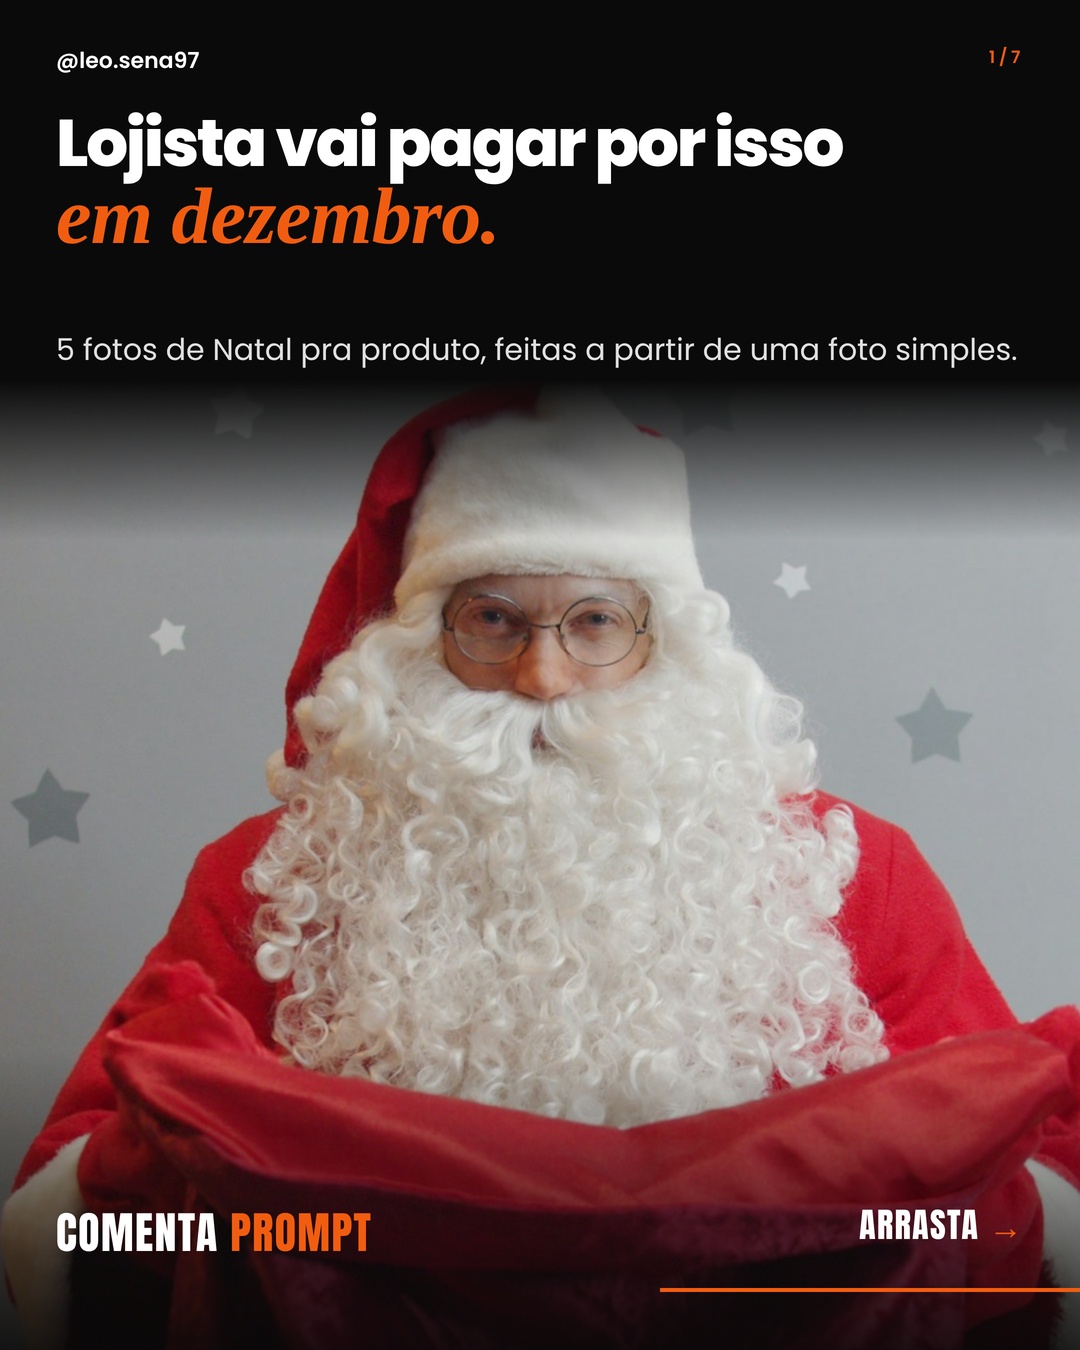 @leo.sena97
1/7
Lojista vai pagar por isso
em dezembro.
5 fotos de Natal pra produto, feitas a partir de uma foto simples.
COMENTA PROMPT
ARRASTA →